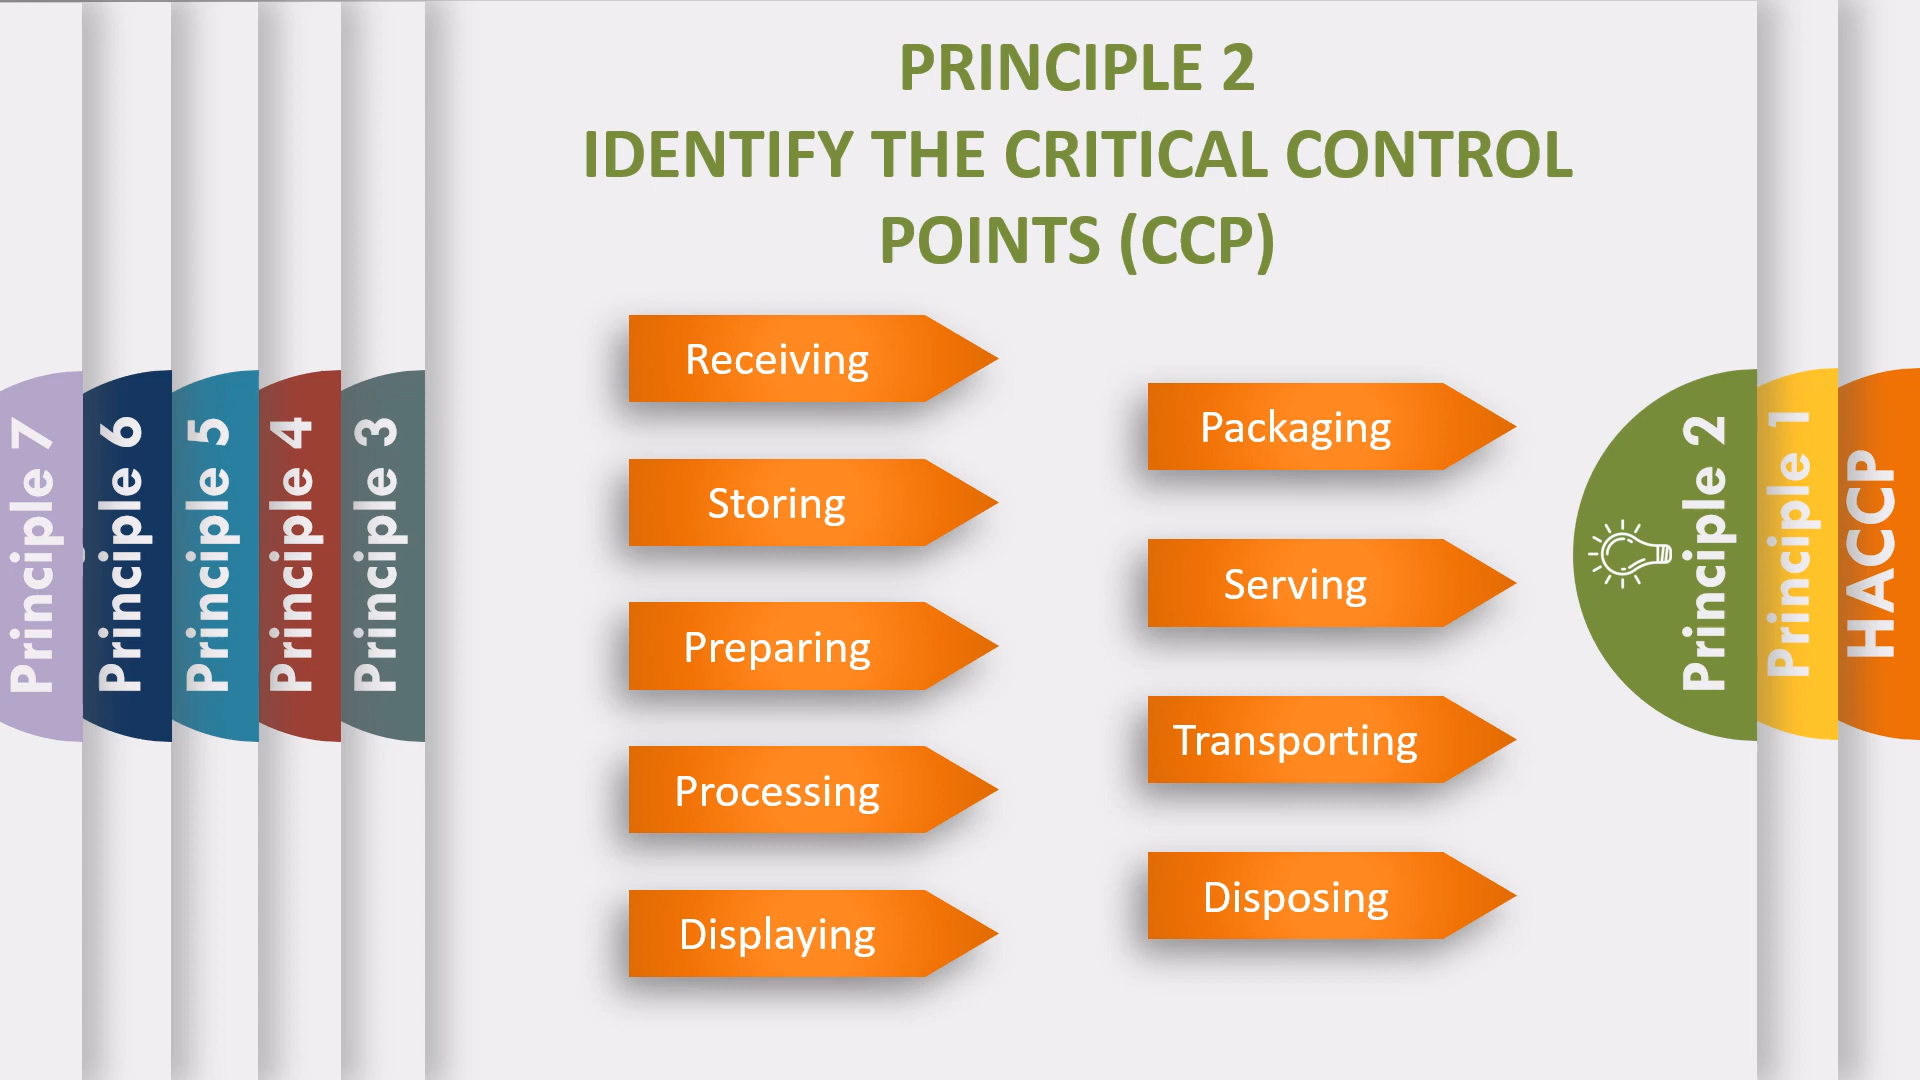 PRINCIPLE 2
IDENTIFY THE CRITICAL CONTROL
POINTS (CCP)
Receiving
Storing
Preparing
Processing
Displaying
Packaging
Serving
Transporting
Disposing
Principle 7
Principle 6
Principle 5
Principle 4
Principle 3
Principle 2
Principle 1
HACCP